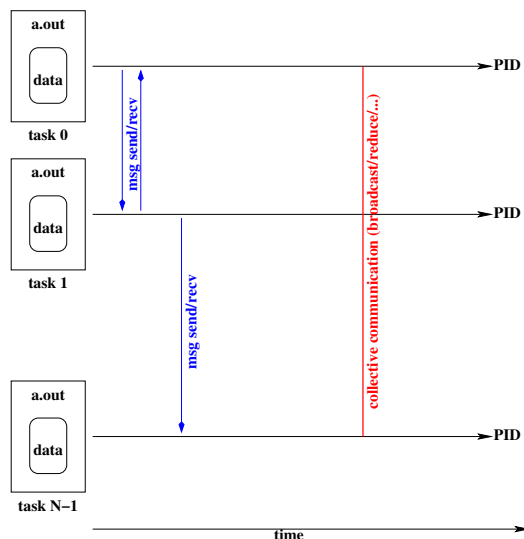 a.out
data
PID
task 0
msg send/recv
collective communication (broadcast/reduce/...)
a.out
data
PID
task 1
msg send/recv
a.out
data
PID
task N−1
time